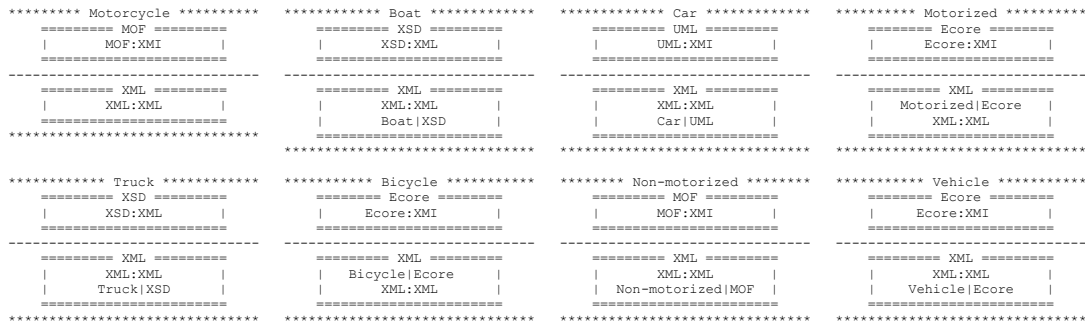 ********* Motorcycle **********
========= MOF =========
| MOF:XMI |
=======================
-------------------------------
========= XML =========
| XML:XML |
=======================
*******************************
************ Boat *************
========= XSD =========
| XSD:XML |
=======================
-------------------------------
========= XML =========
| XML:XML |
| Boat|XSD |
=======================
*******************************
************* Car *************
========= UML =========
| UML:XMI |
=======================
-------------------------------
========= XML =========
| XML:XML |
| Car|UML |
=======================
*******************************
********** Motorized **********
======== Ecore ========
| Ecore:XMI |
=======================
-------------------------------
========= XML =========
| Motorized|Ecore |
| XML:XML |
=======================
*******************************
************ Truck ************
========= XSD =========
| XSD:XML |
=======================
-------------------------------
========= XML =========
| XML:XML |
| Truck|XSD |
=======================
*******************************
*********** Bicycle ***********
======== Ecore ========
| Ecore:XMI |
=======================
-------------------------------
========= XML =========
| Bicycle|Ecore |
| XML:XML |
=======================
*******************************
******** Non-motorized ********
========= MOF =========
| MOF:XMI |
=======================
-------------------------------
========= XML =========
| XML:XML |
| Non-motorized|MOF |
=======================
*******************************
*********** Vehicle ***********
======== Ecore ========
| Ecore:XMI |
=======================
-------------------------------
========= XML =========
| XML:XML |
| Vehicle|Ecore |
=======================
*******************************